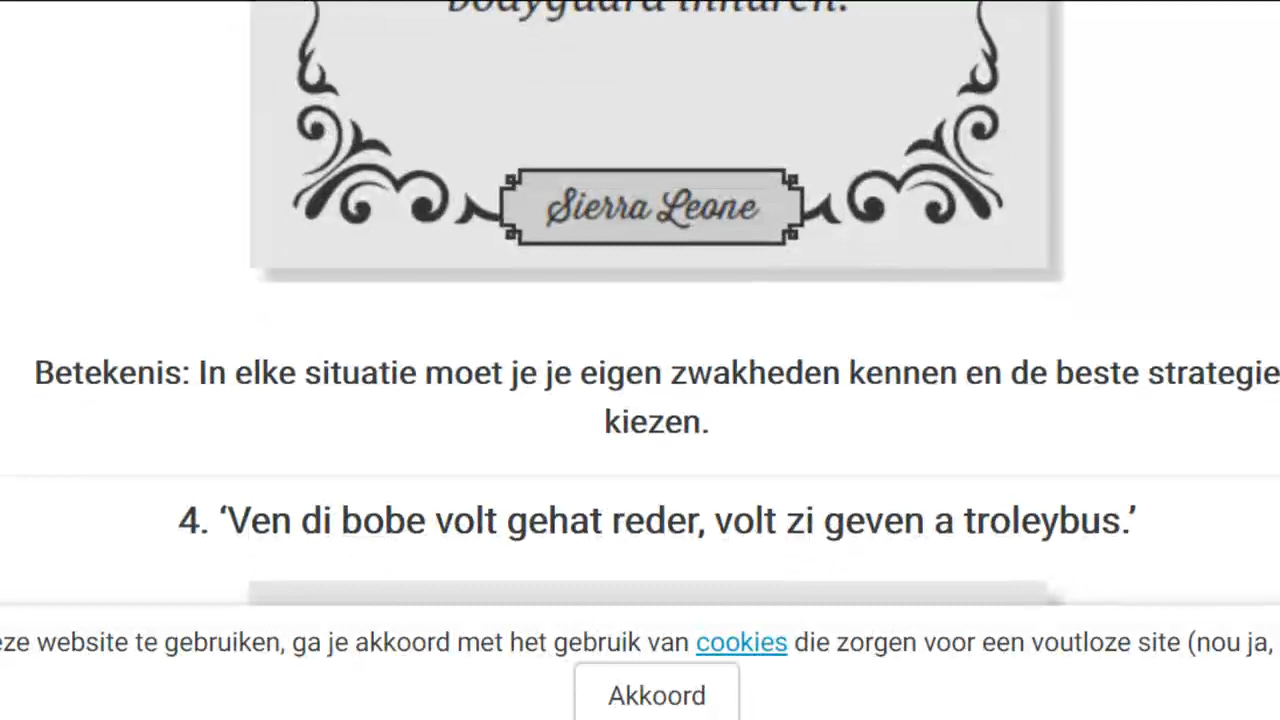 bodyguard inhuren.
Sierra Leone
Betekenis: In elke situatie moet je je eigen zwakheden kennen en de beste strategie
kiezen.
4. ‘Ven di bobe volt gehat reder, volt zi geven a troleybus.’
eze website te gebruiken, ga je akkoord met het gebruik van cookies die zorgen voor een voutloze site (nou ja,
Akkoord